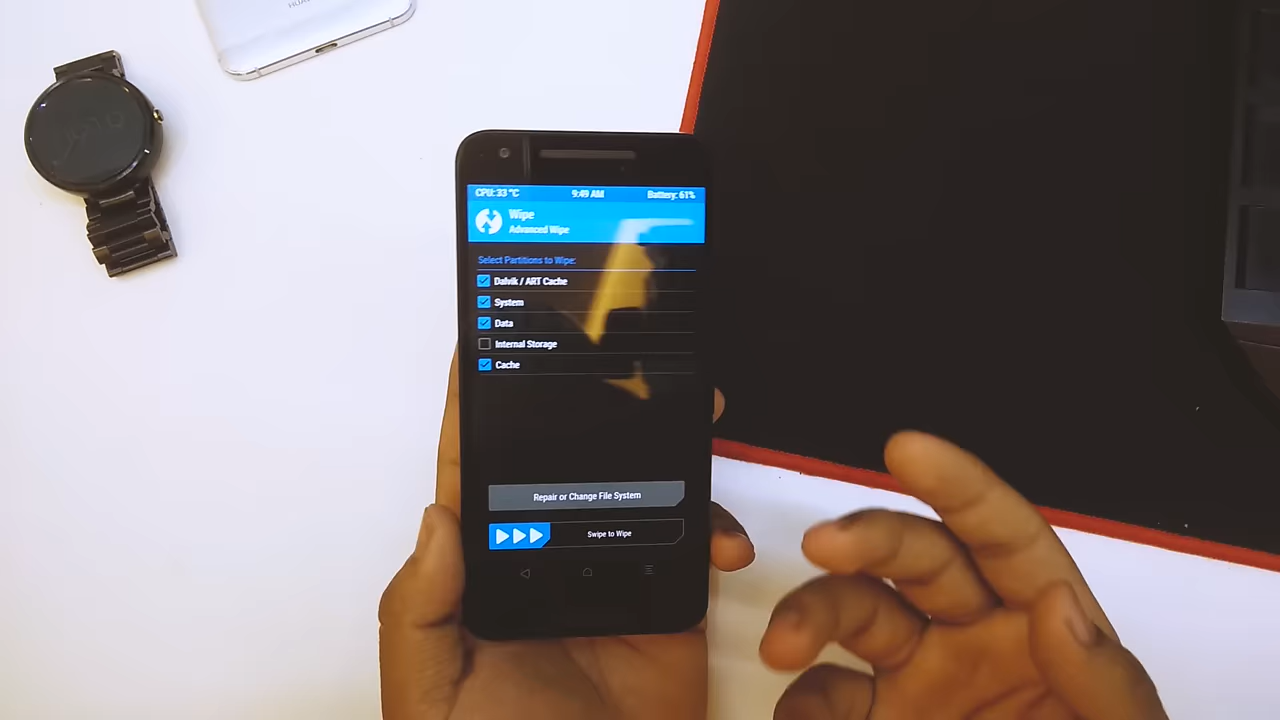 CPU: 33 °C 9:49 AM Battery: 61%
Wipe
Advanced Wipe
Select Partitions to Wipe:
Dalvik / ART Cache
System
Data
Internal Storage
Cache
Repair or Change File System
Swipe to Wipe